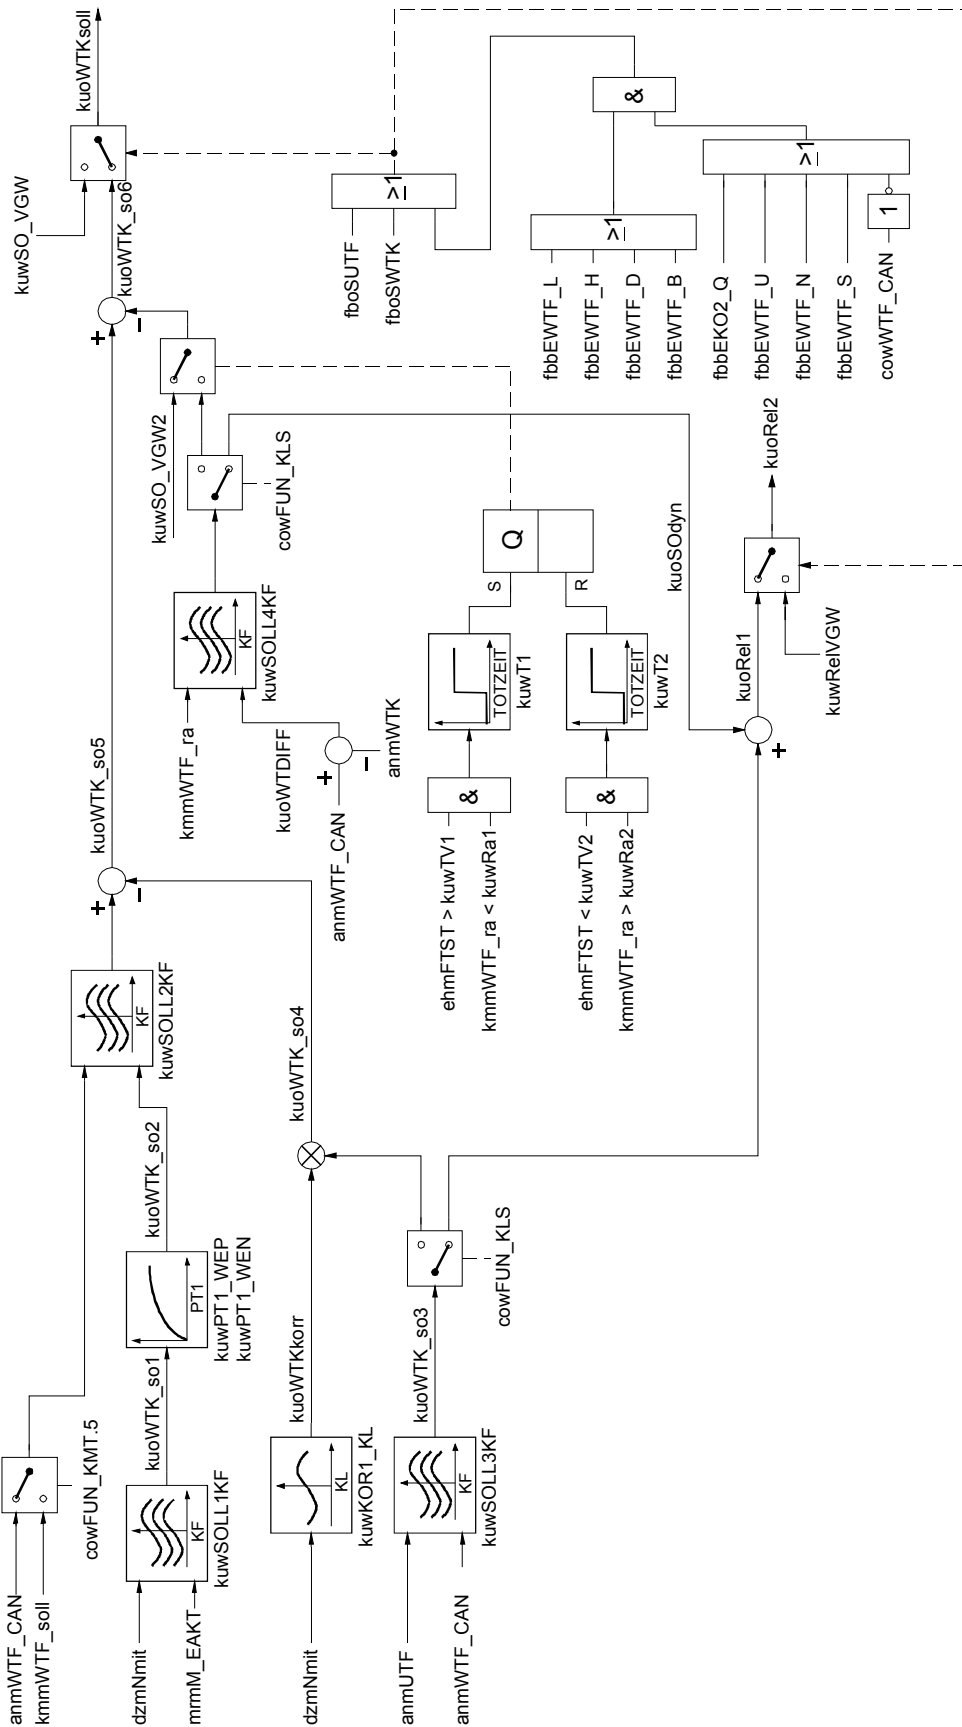 anmWTF_CAN
kmmWTF_soll
cowFUN_KMT.5
dzmNmit
mrmM_EAKT
KF
kuwSOLL1KF
kuoWTK_so1
PT1
kuwPT1_WEP
kuwPT1_WEN
kuoWTK_so2
KF
kuwSOLL2KF
+
-
kuoWTK_so5
dzmNmit
KL
kuwKOR1_KL
kuoWTKkorr
kuoWTK_so4
anmUTF
anmWTF_CAN
KF
kuwSOLL3KF
kuoWTK_so3
cowFUN_KLS
anmWTF_CAN
+
-
anmWTK
kuoWTDIFF
kmmWTF_ra
KF
kuwSOLL4KF
cowFUN_KLS
kuwSO_VGW2
+
-
kuoWTK_so6
kuwSO_VGW
kuoWTKsoll
ehmFTST > kuwTV1
kmmWTF_ra < kuwRa1
&
TOTZEIT
kuwT1
S
ehmFTST < kuwTV2
kmmWTF_ra > kuwRa2
&
TOTZEIT
kuwT2
R
Q
kuoSOdyn
+
kuoRel1
kuwRelVGW
kuoRel2
fboSUTF
fboSWTK
>1
fbbEWTF_L
fbbEWTF_H
fbbEWTF_D
fbbEWTF_B
>1
fbbEKO2_Q
fbbEWTF_U
fbbEWTF_N
fbbEWTF_S
cowWTF_CAN
1
>1
&